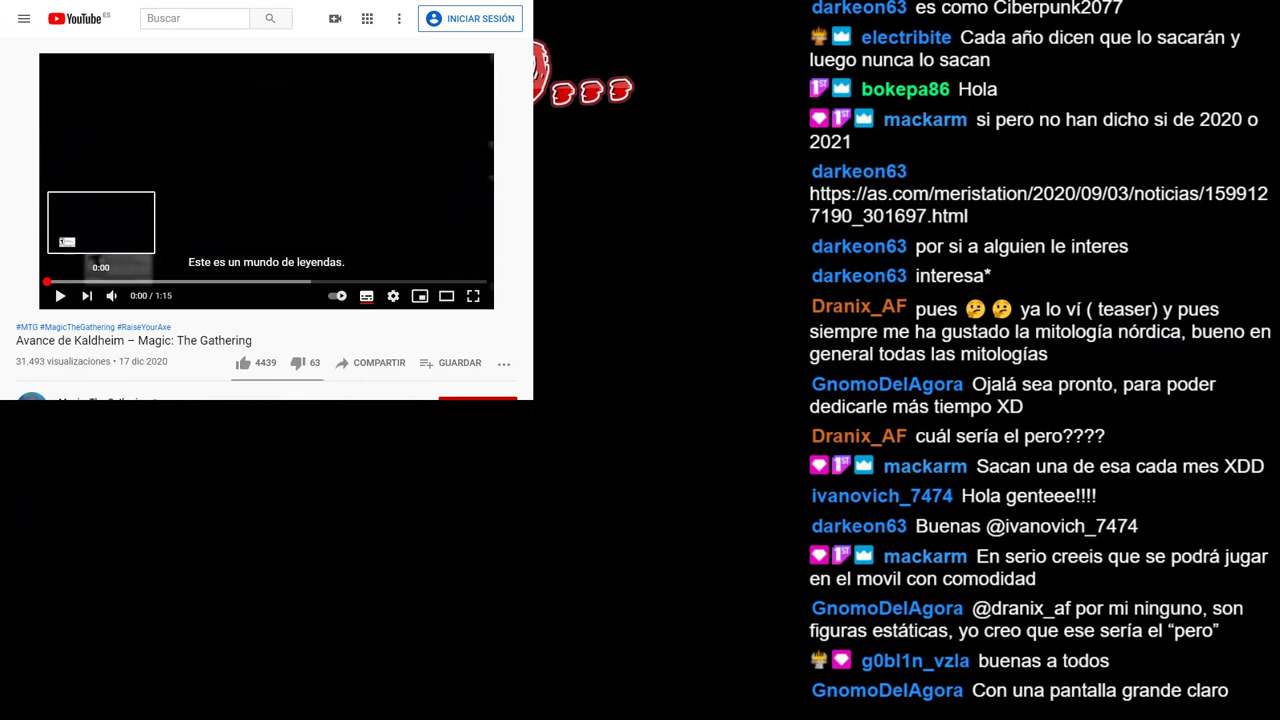 YouTube ES
Buscar
INICIAR SESIÓN
0:00
Este es un mundo de leyendas.
0:00 / 1:15
#MTG #MagicTheGathering #RaiseYourAxe
Avance de Kaldheim – Magic: The Gathering
31.493 visualizaciones • 17 dic 2020
4439
63
COMPARTIR
GUARDAR
darkeon63 es como Ciberpunk2077
electribite Cada año dicen que lo sacarán y
luego nunca lo sacan
bokepa86 Hola
mackarm si pero no han dicho si de 2020 o
2021
darkeon63
https://as.com/meristation/2020/09/03/noticias/159912
7190_301697.html
darkeon63 por si a alguien le interes
darkeon63 interesa*
Dranix_AF pues 🤔 🤔 ya lo ví ( teaser) y pues
siempre me ha gustado la mitología nórdica, bueno en
general todas las mitologías
GnomoDelAgora Ojalá sea pronto, para poder
dedicarle más tiempo XD
Dranix_AF cuál sería el pero????
mackarm Sacan una de esa cada mes XDD
ivanovich_7474 Hola genteee!!!!
darkeon63 Buenas @ivanovich_7474
mackarm En serio creeis que se podrá jugar
en el movil con comodidad
GnomoDelAgora @dranix_af por mi ninguno, son
figuras estáticas, yo creo que ese sería el “pero”
g0bl1n_vzla buenas a todos
GnomoDelAgora Con una pantalla grande claro